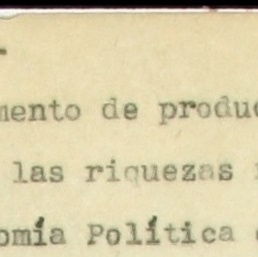 mento de produc
las riquezas
omía Política